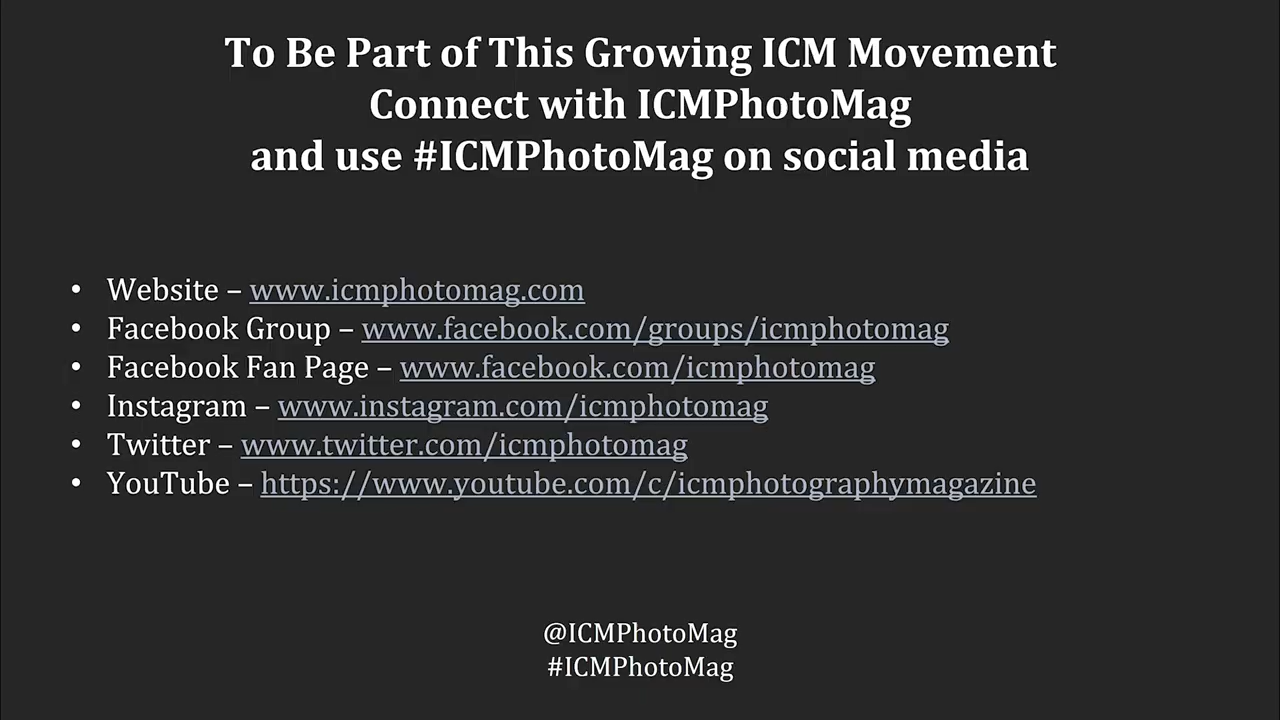 To Be Part of This Growing ICM Movement
Connect with ICMPhotoMag
and use #ICMPhotoMag on social media
• Website – www.icmphotomag.com
• Facebook Group – www.facebook.com/groups/icmphotomag
• Facebook Fan Page – www.facebook.com/icmphotomag
• Instagram – www.instagram.com/icmphotomag
• Twitter – www.twitter.com/icmphotomag
• YouTube – https://www.youtube.com/c/icmphotographymagazine
@ICMPhotoMag
#ICMPhotoMag